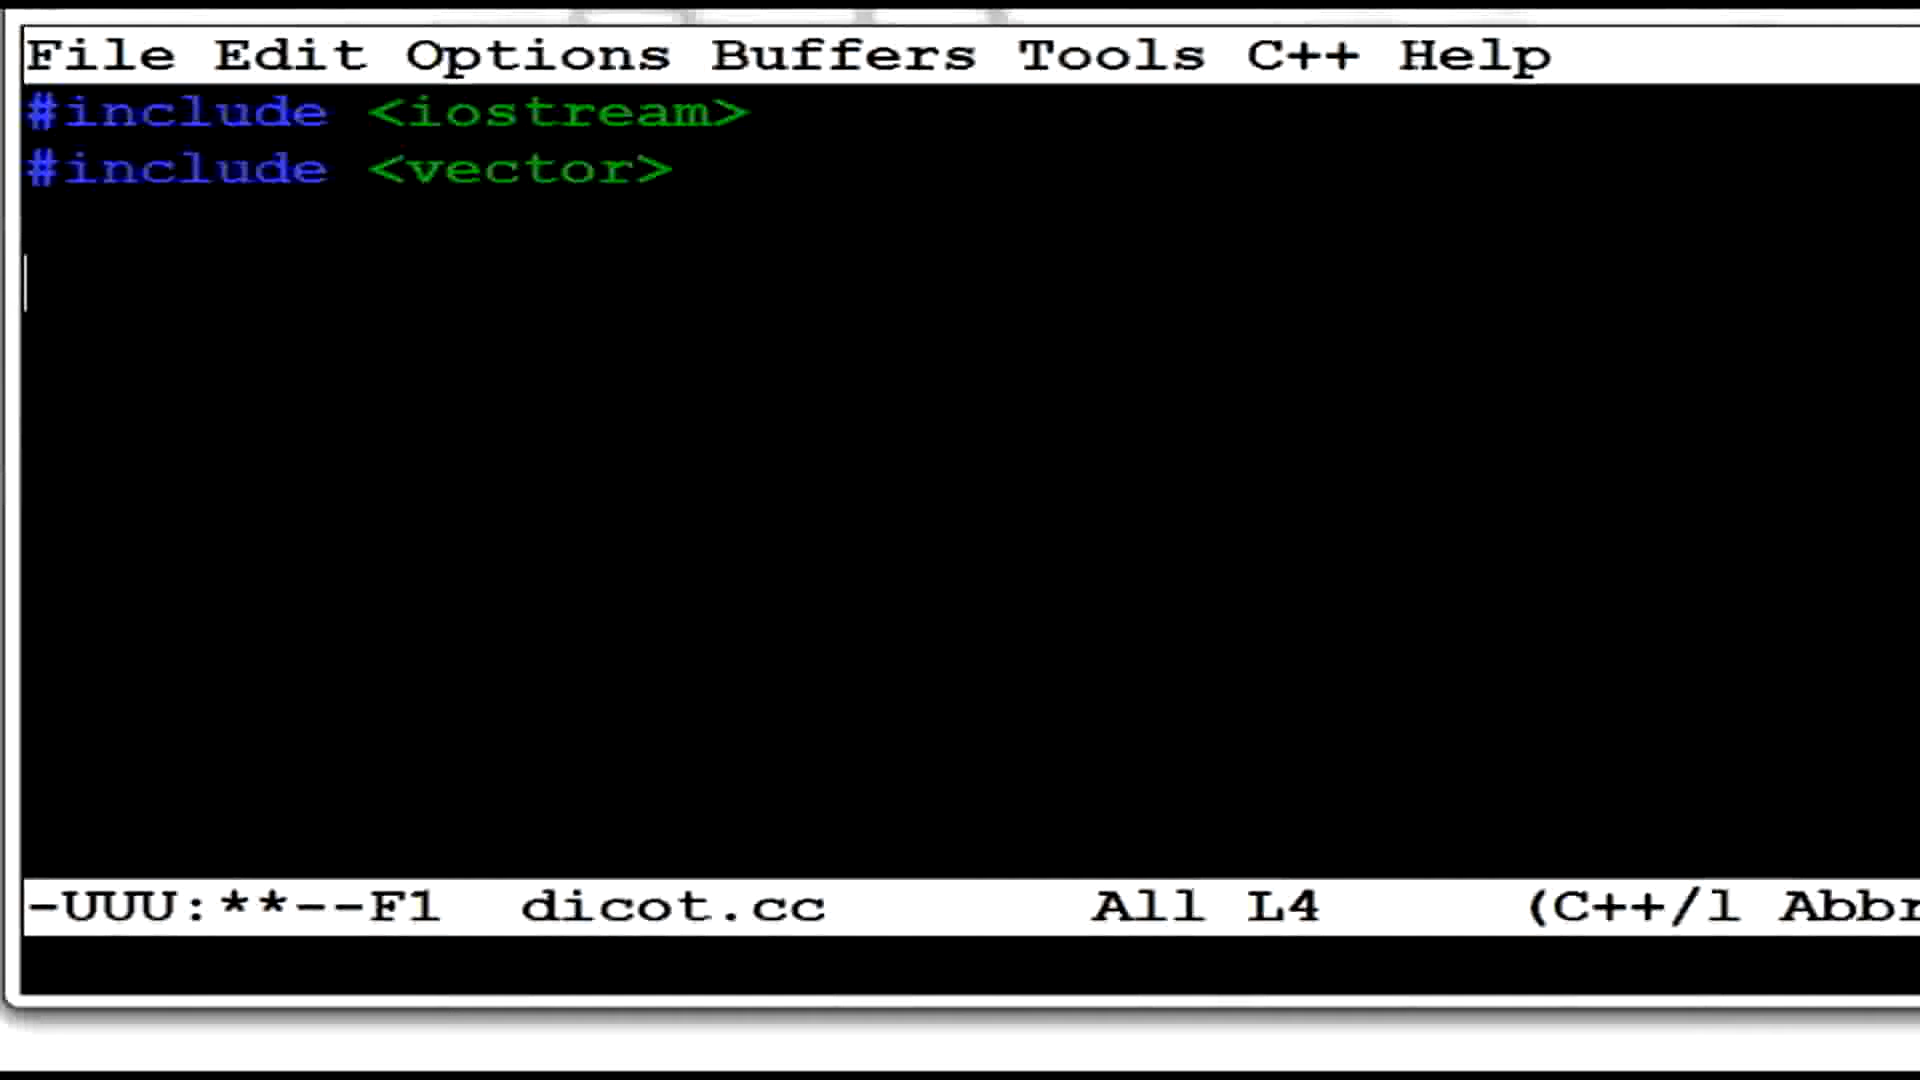 File Edit Options Buffers Tools C++ Help
#include <iostream>
#include <vector>
-UUU:**--F1 dicot.cc All L4 (C++/l Abbr